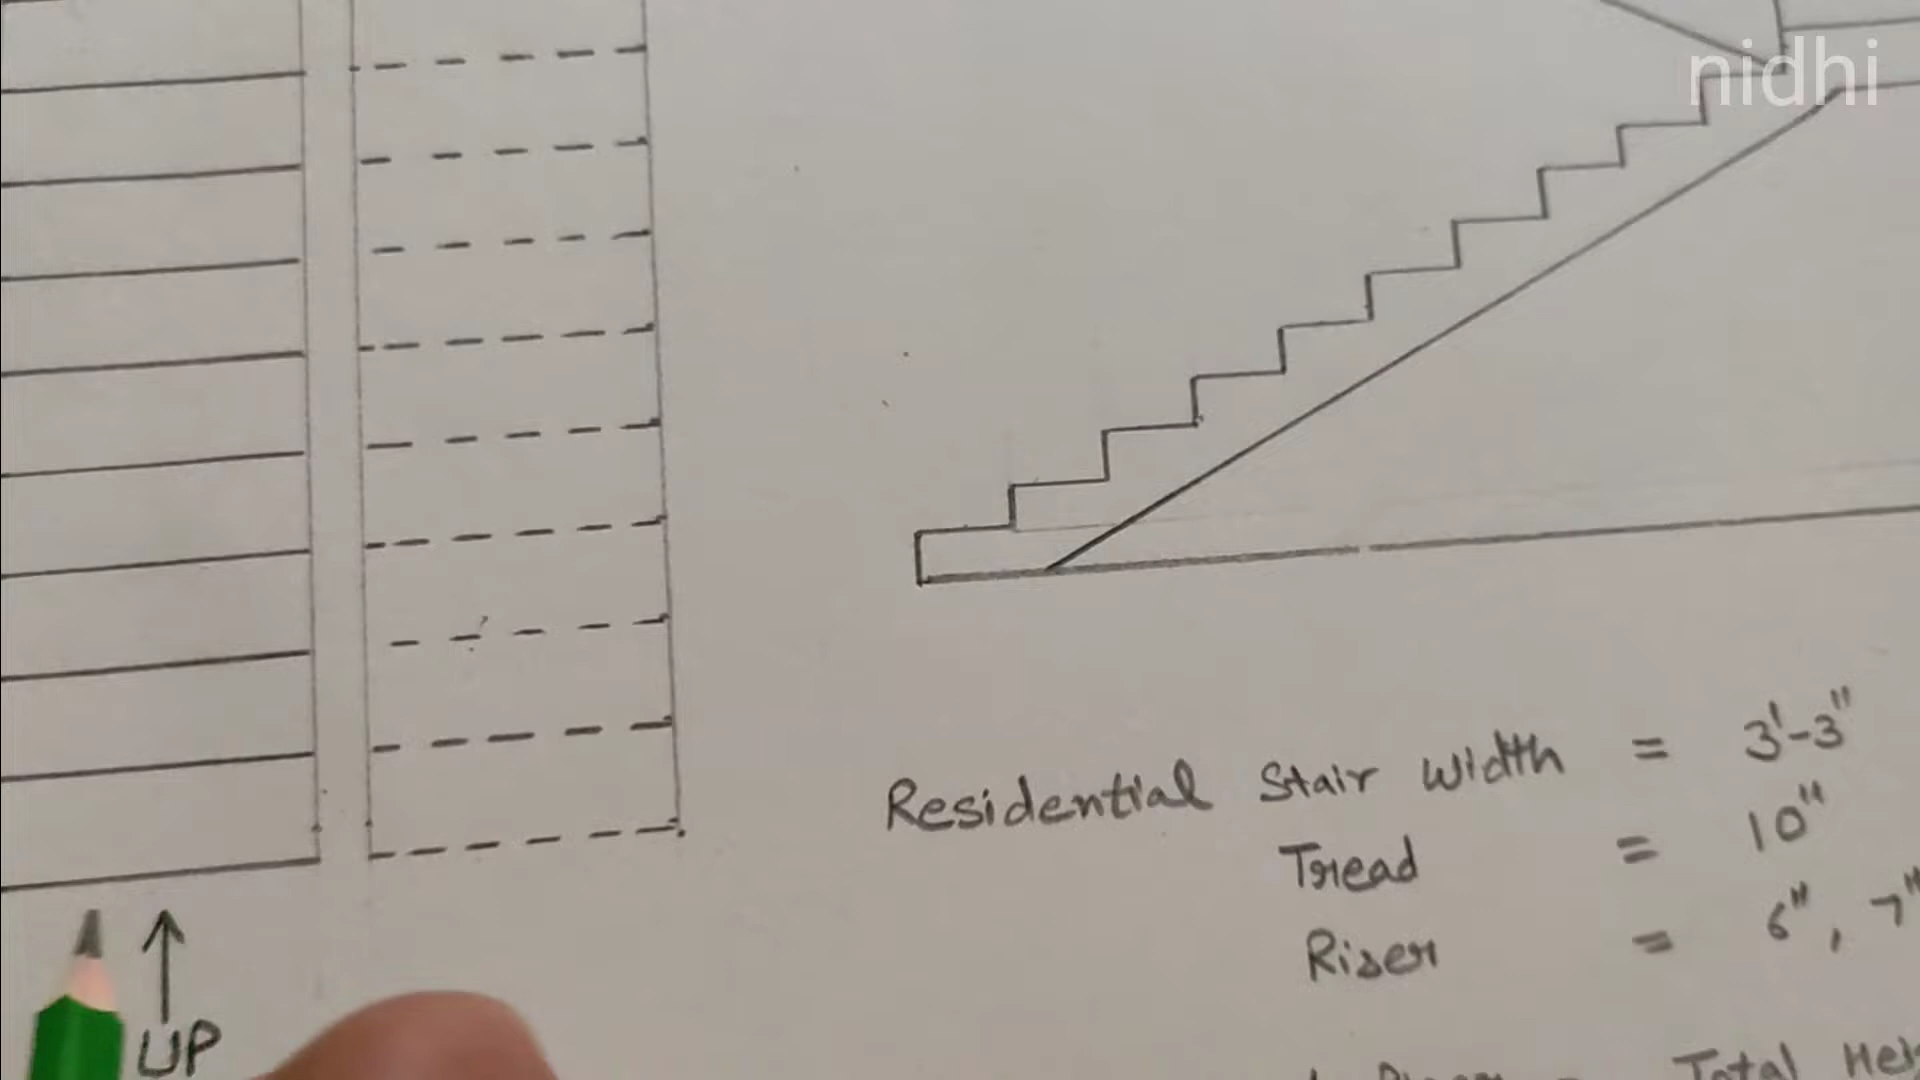 nidhi
Residential Stair Width = 3'-3"
Tread = 10"
Riser = 6", 7"
UP
= Total